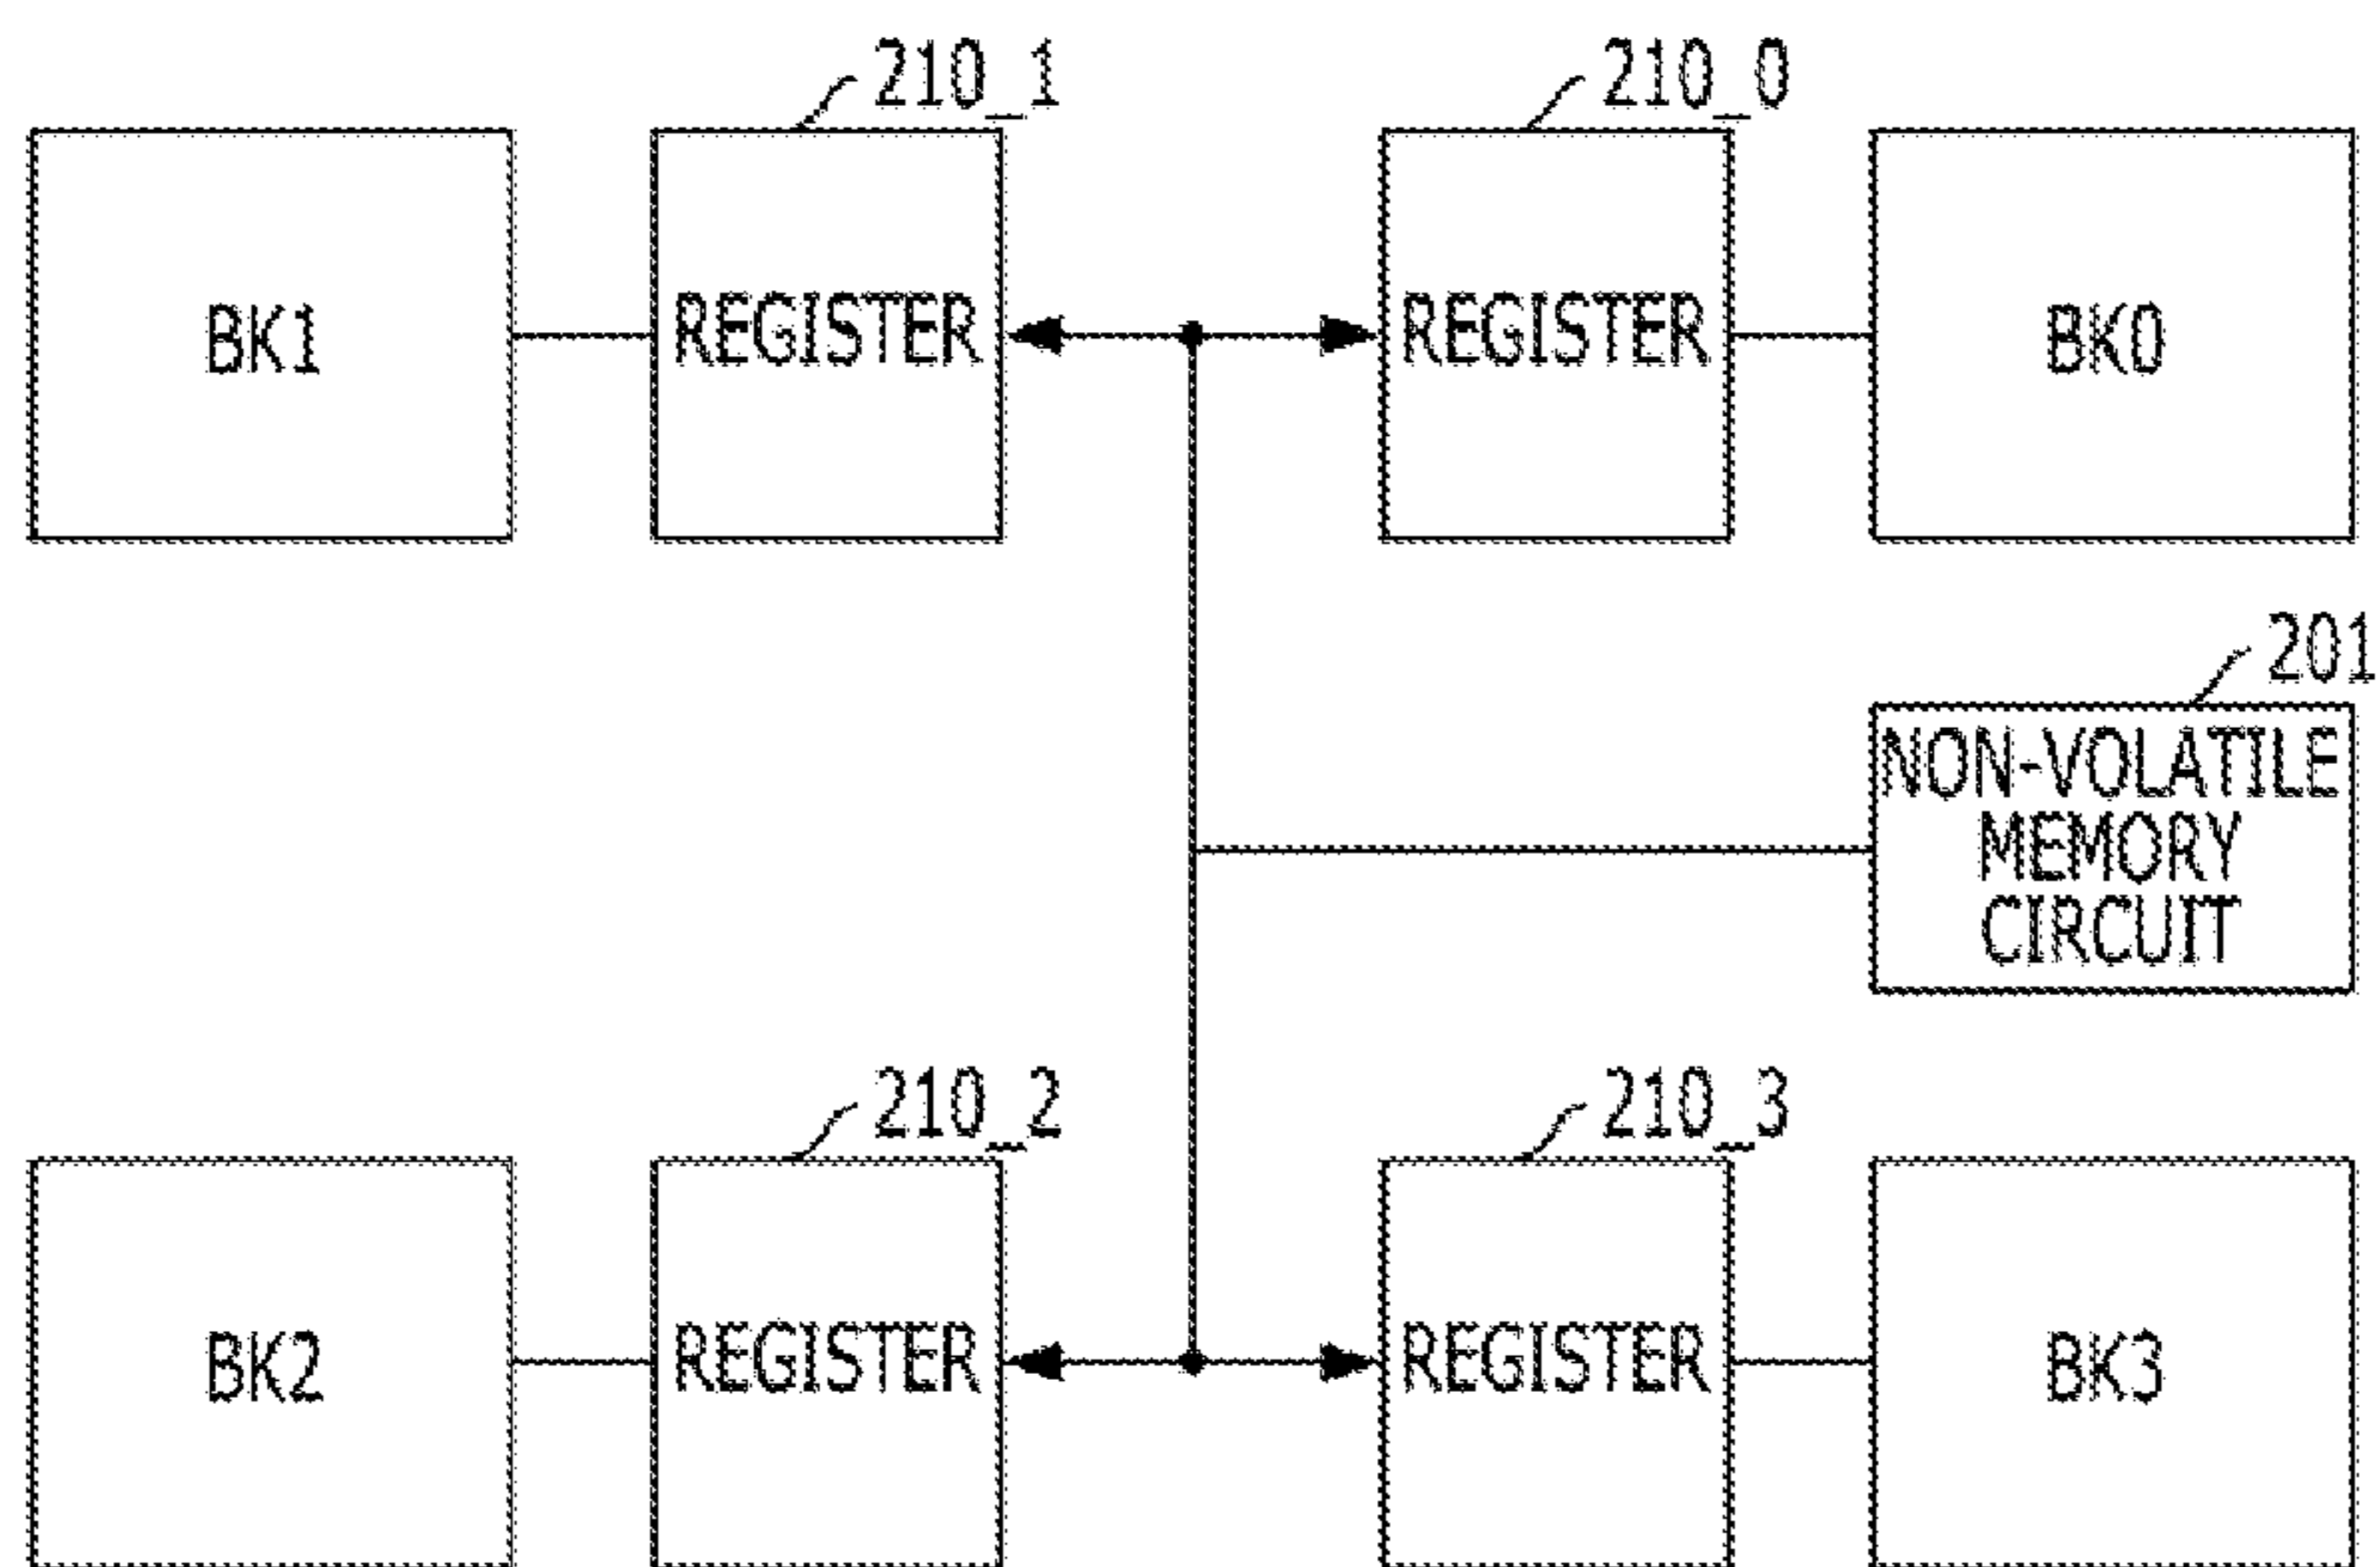 210_1
210_0
BK1
REGISTER
REGISTER
BK0
201
NON-VOLATILE
MEMORY
CIRCUIT
210_2
210_3
BK2
REGISTER
REGISTER
BK3